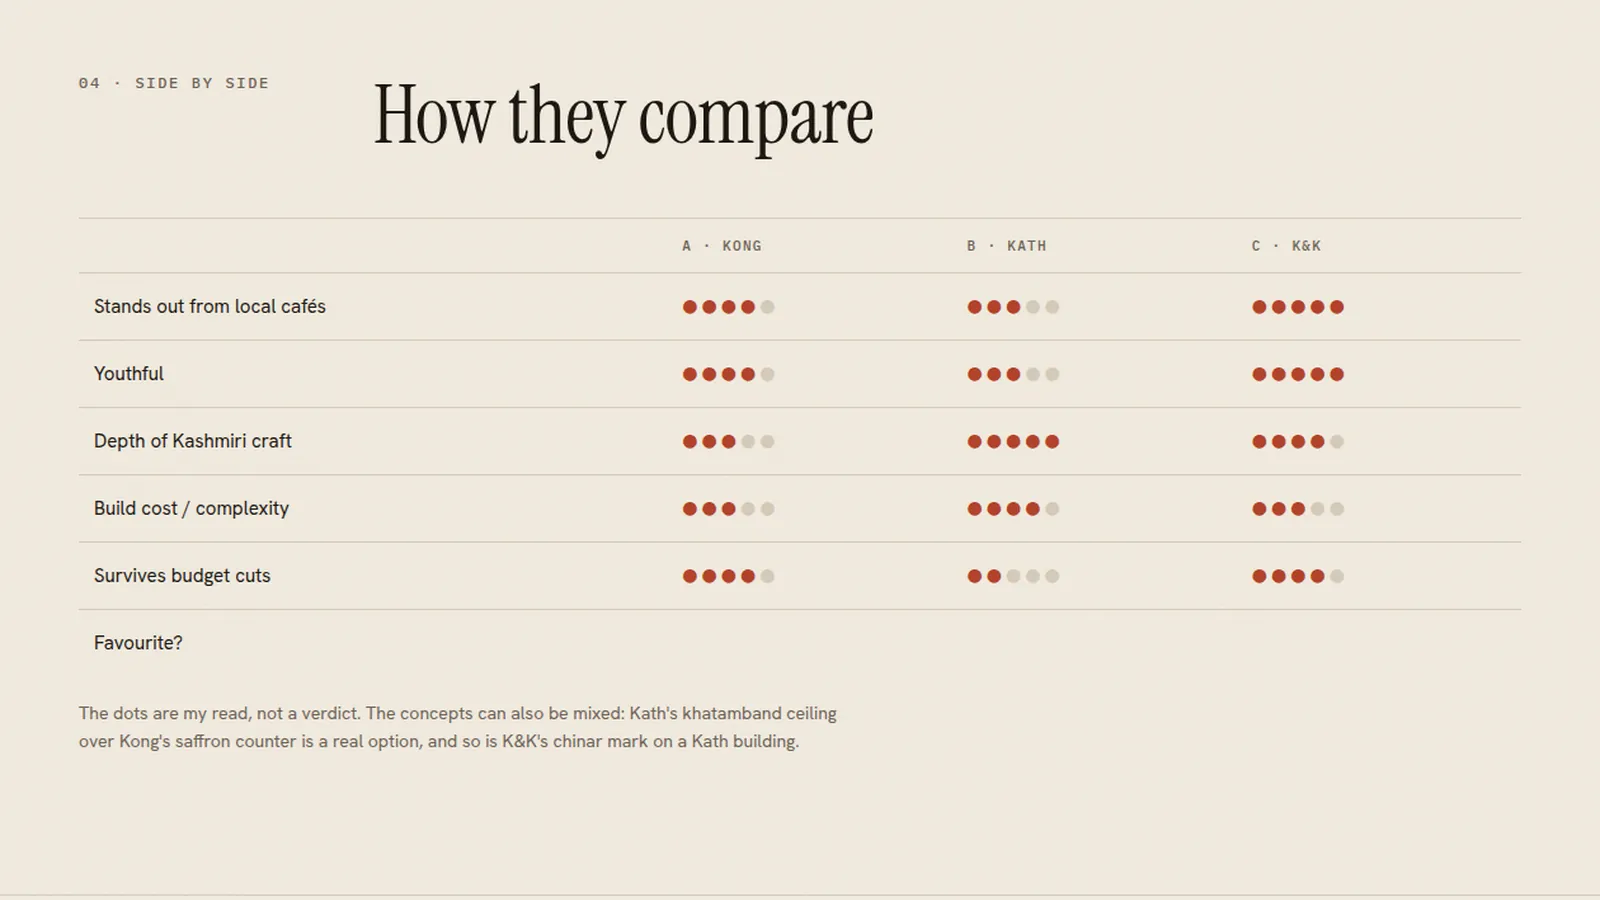 04 · SIDE BY SIDE
How they compare
A · KONG
B · KATH
C · K&K
Stands out from local cafés
Youthful
Depth of Kashmiri craft
Build cost / complexity
Survives budget cuts
Favourite?
The dots are my read, not a verdict. The concepts can also be mixed: Kath's khatamband ceiling
over Kong's saffron counter is a real option, and so is K&K's chinar mark on a Kath building.